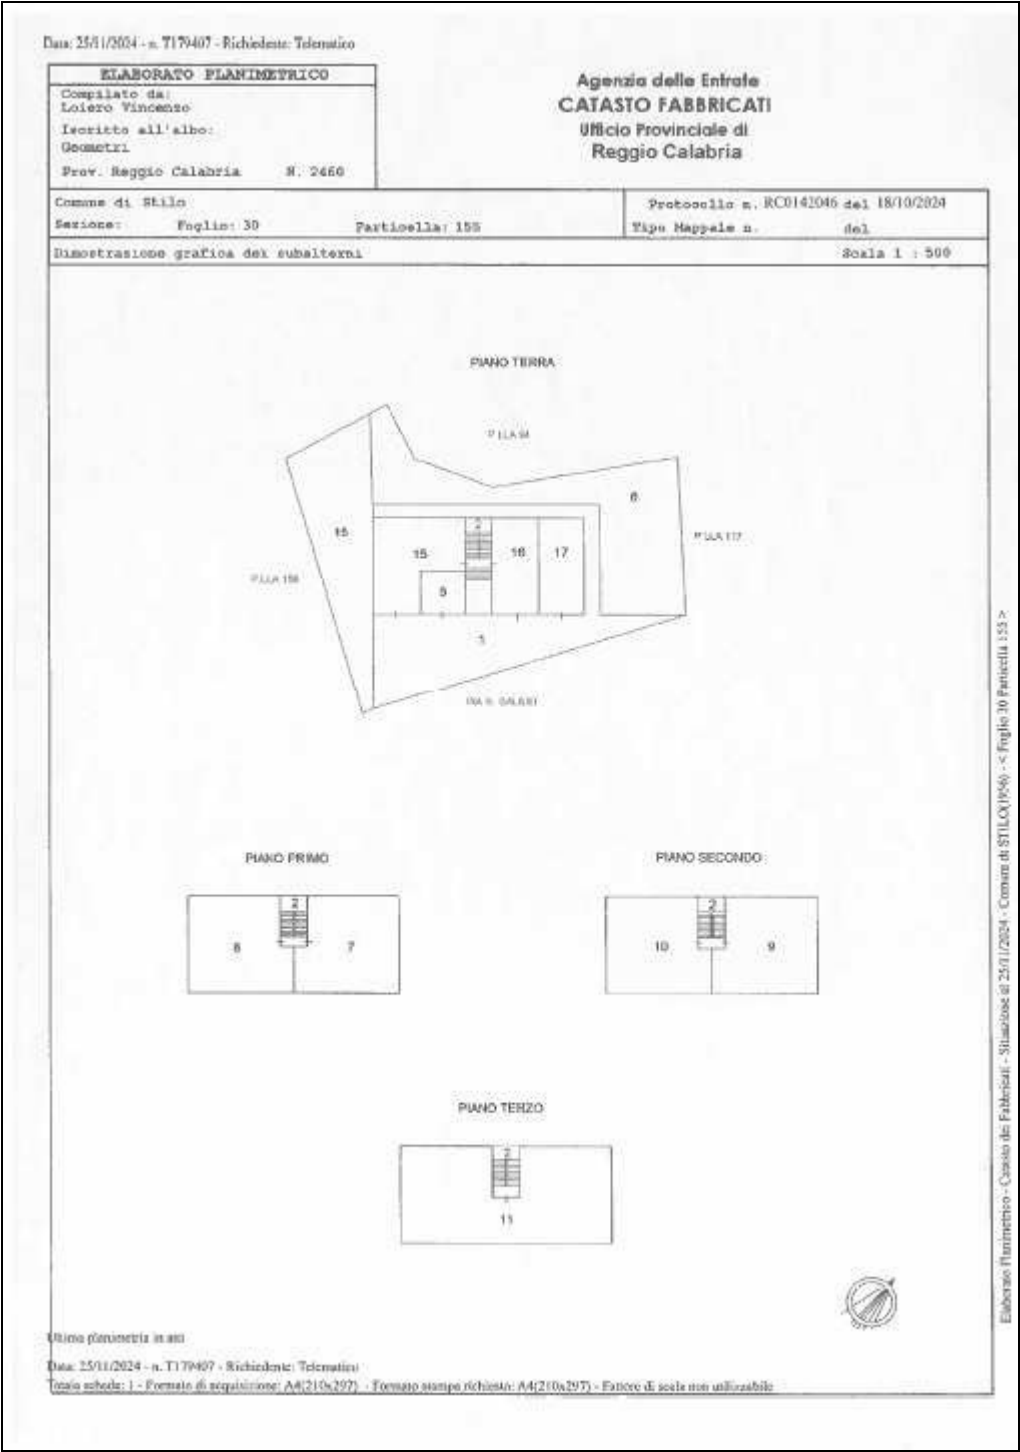 Data: 25/11/2024 - n. T179407 - Richiedente: Telematico
ELABORATO PLANIMETRICO
Compilato da:
Loiero Vincenzo
Iscritto all'albo:
Geometri
Prov. Reggio Calabria N. 2460
Agenzia delle Entrate
CATASTO FABBRICATI
Ufficio Provinciale di
Reggio Calabria
Comune di Stilo
Protocollo n. RC0142046 del 18/10/2024
Sezione: Foglio: 30 Particella: 155
Tipo Mappale n. del
Dimostrazione grafica dei subalterni
Scala 1 : 500
PIANO TERRA
P.LLA
6
15
2
P.LLA 117
15
16
17
P.LLA 156
5
VIA
PIANO PRIMO
PIANO SECONDO
2
2
7
10
9
PIANO TERZO
2
11
Ultima planimetria in atti
Data: 25/11/2024 - n. T179407 - Richiedente: Telematico
Totale schede: 1 - Formato di acquisizione: A4(210x297) - Formato stampa richiesto: A4(210x297) - Fattore di scala non utilizzabile
Elaborato Planimetrico - Catasto dei Fabbricati - Situazione al 25/11/2024 - Comune di STILO(I956) - < Foglio 30 Particella 155 >